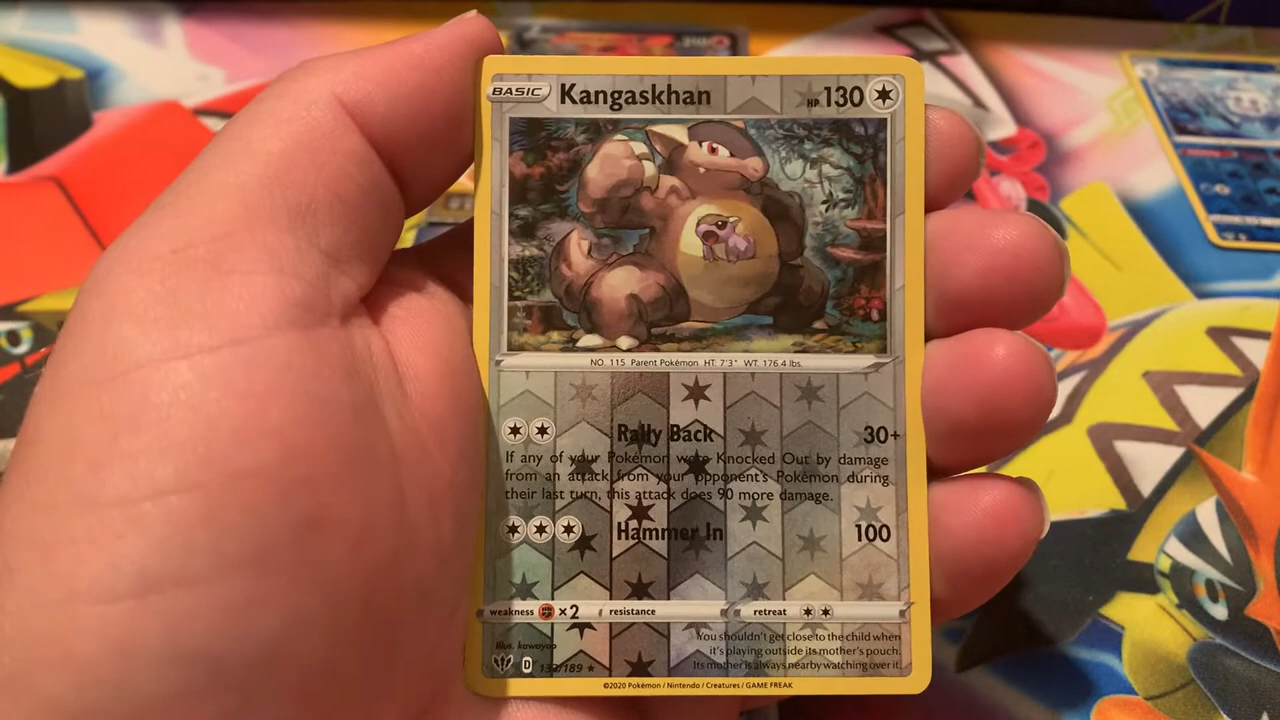 BASIC Kangaskhan HP 130
NO. 115 Parent Pokémon HT: 7'3" WT: 176.4 lbs.
Rally Back 30+
If any of your Pokémon were Knocked Out by damage
from an attack from your opponent's Pokémon during
their last turn, this attack does 90 more damage.
Hammer In 100
weakness ×2 resistance retreat
You shouldn't get close to the child when
it's playing outside its mother's pouch.
Its mother is always nearby watching over it.
Illus. kawayoo
D 133/189
©2020 Pokémon / Nintendo / Creatures / GAME FREAK